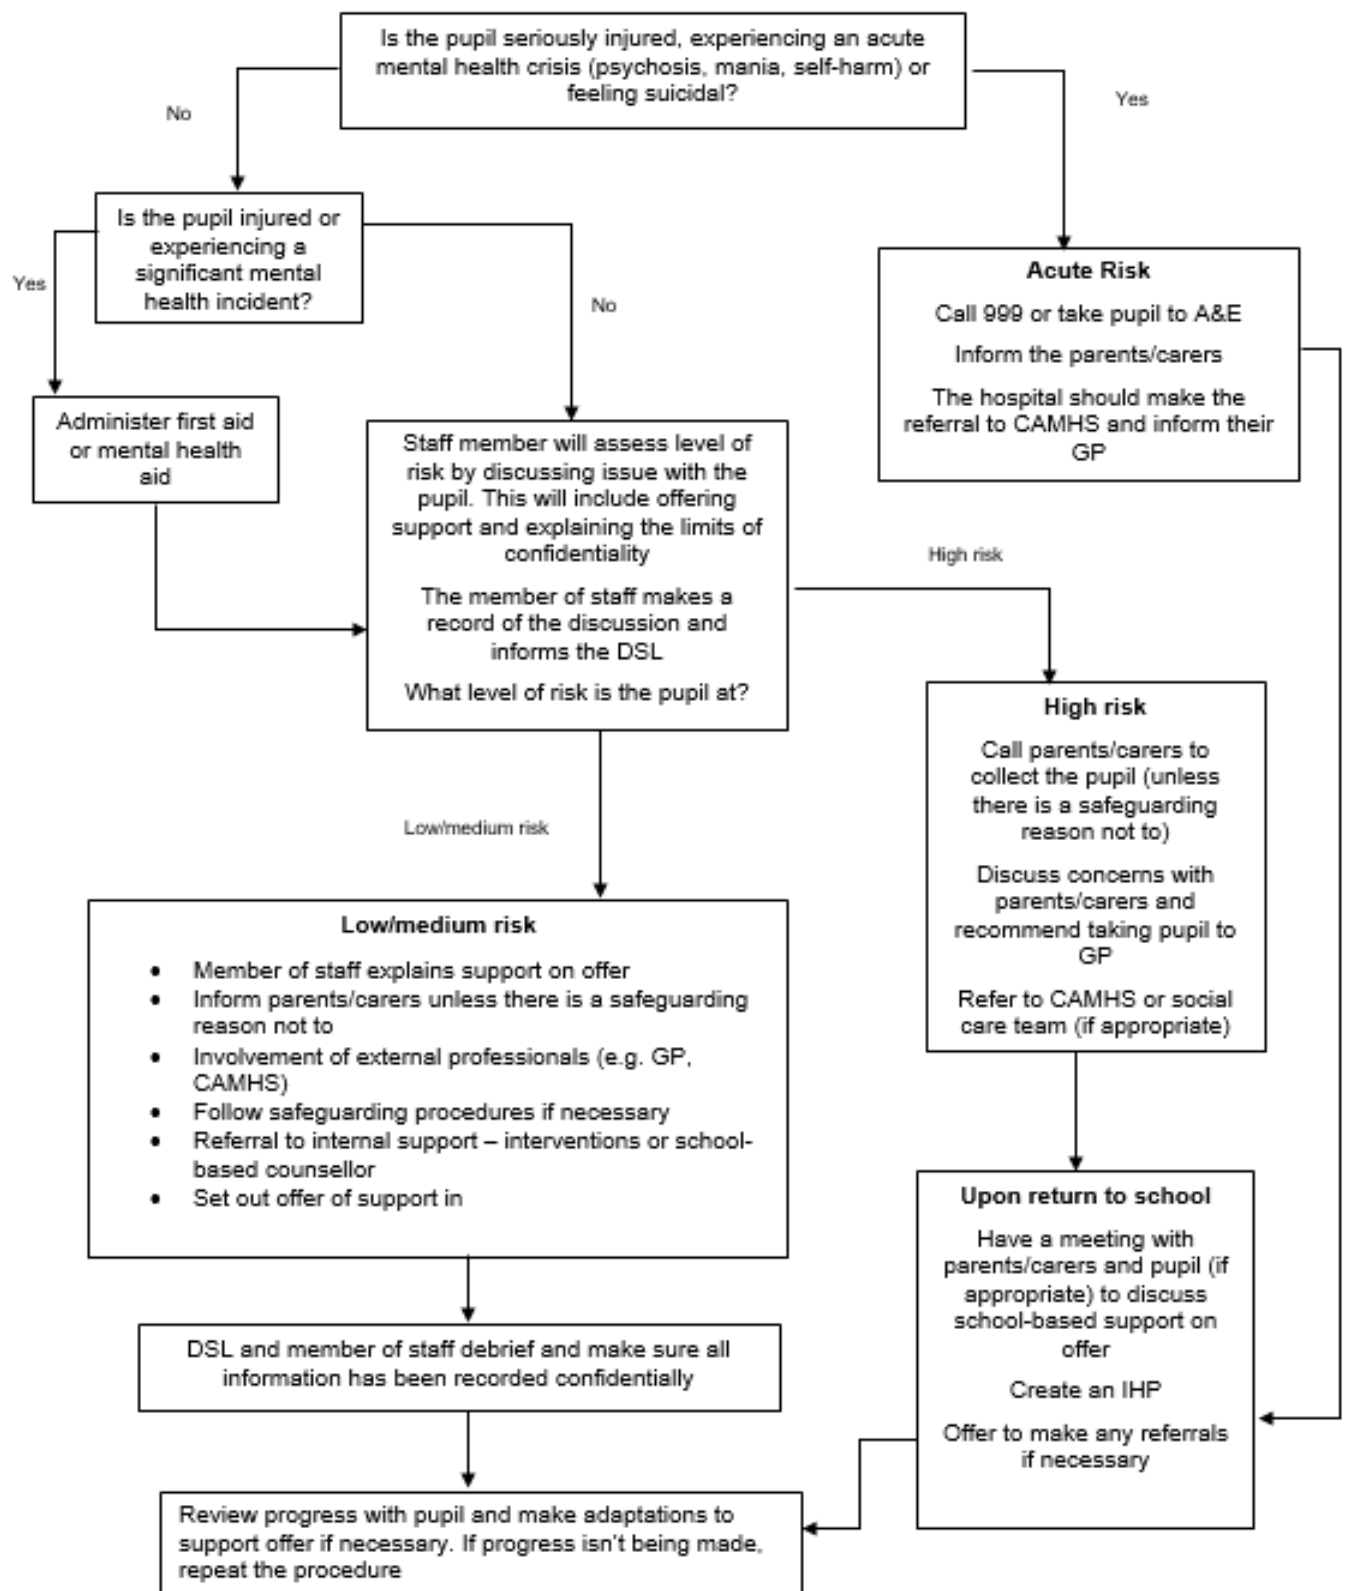 Is the pupil seriously injured, experiencing an acute
mental health crisis (psychosis, mania, self-harm) or
feeling suicidal?
No
Yes
Is the pupil injured or
experiencing a
significant mental
health incident?
Yes
No
Acute Risk
Call 999 or take pupil to A&E
Inform the parents/carers
The hospital should make the
referral to CAMHS and inform their
GP
Administer first aid
or mental health
aid
Staff member will assess level of
risk by discussing issue with the
pupil. This will include offering
support and explaining the limits of
confidentiality
The member of staff makes a
record of the discussion and
informs the DSL
What level of risk is the pupil at?
High risk
High risk
Call parents/carers to
collect the pupil (unless
there is a safeguarding
reason not to)
Discuss concerns with
parents/carers and
recommend taking pupil to
GP
Refer to CAMHS or social
care team (if appropriate)
Low/medium risk
Low/medium risk
• Member of staff explains support on offer
• Inform parents/carers unless there is a safeguarding
reason not to
• Involvement of external professionals (e.g. GP,
CAMHS)
• Follow safeguarding procedures if necessary
• Referral to internal support – interventions or school-
based counsellor
• Set out offer of support in
Upon return to school
Have a meeting with
parents/carers and pupil (if
appropriate) to discuss
school-based support on
offer
Create an IHP
Offer to make any referrals
if necessary
DSL and member of staff debrief and make sure all
information has been recorded confidentially
Review progress with pupil and make adaptations to
support offer if necessary. If progress isn't being made,
repeat the procedure